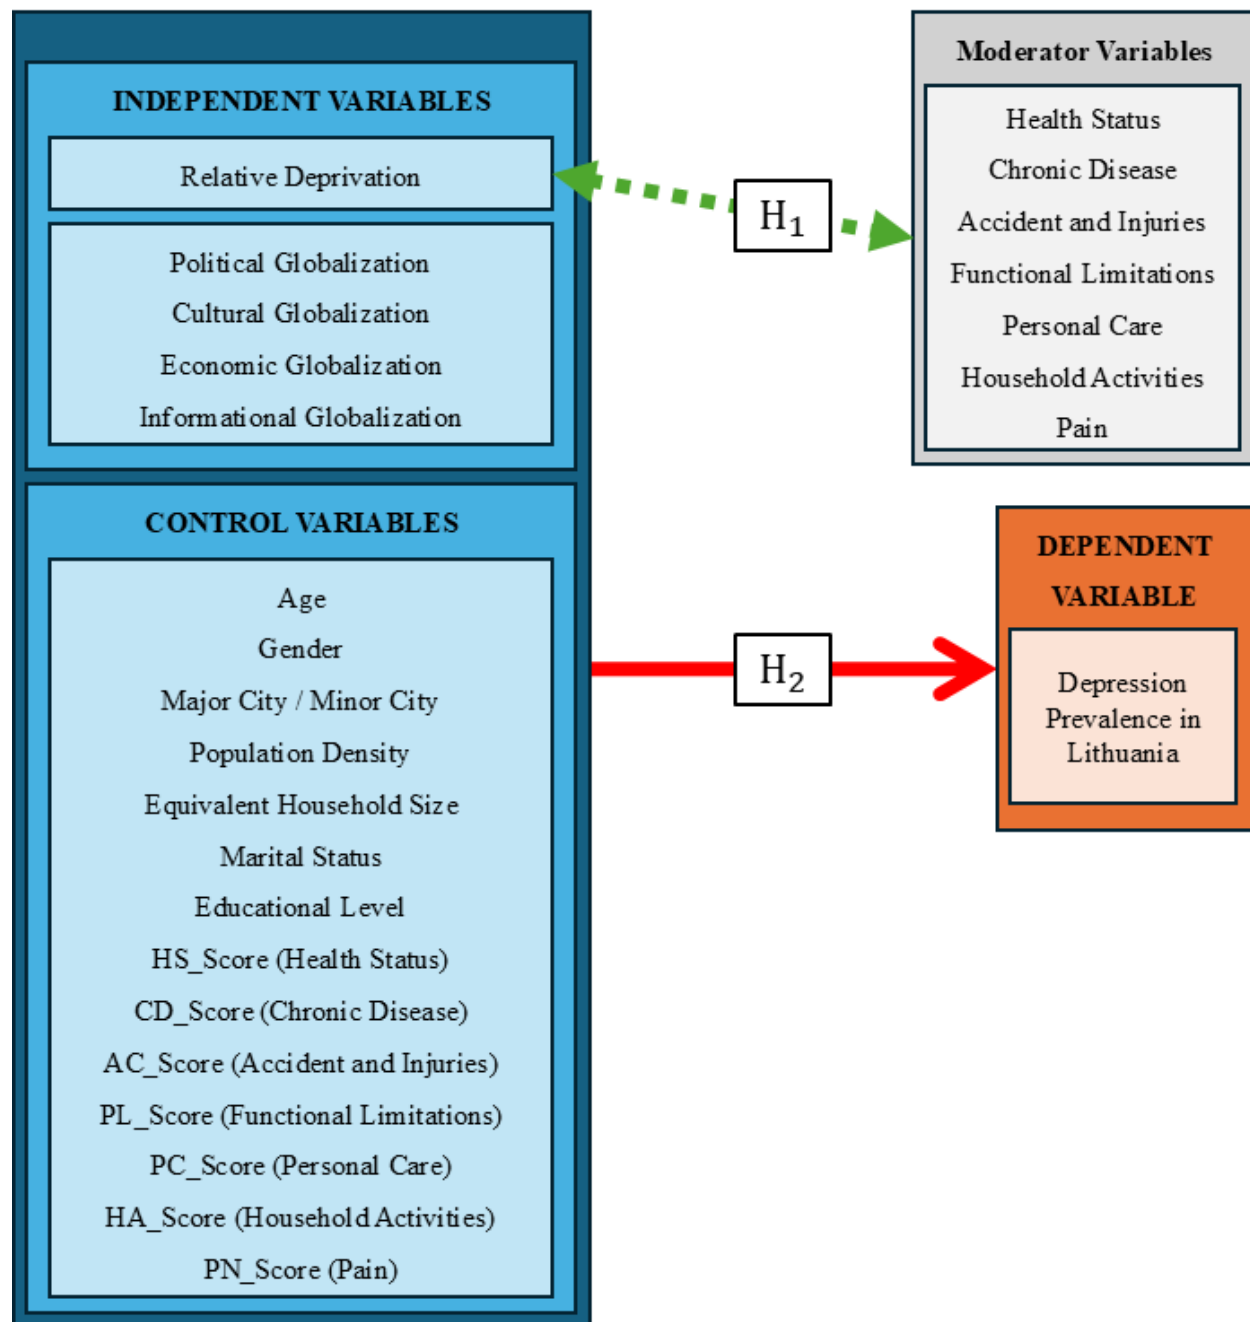 INDEPENDENT VARIABLES
Relative Deprivation
Political Globalization
Cultural Globalization
Economic Globalization
Informational Globalization
CONTROL VARIABLES
Age
Gender
Major City / Minor City
Population Density
Equivalent Household Size
Marital Status
Educational Level
HS_Score (Health Status)
CD_Score (Chronic Disease)
AC_Score (Accident and Injuries)
PL_Score (Functional Limitations)
PC_Score (Personal Care)
HA_Score (Household Activities)
PN_Score (Pain)
H₁
H₂
Moderator Variables
Health Status
Chronic Disease
Accident and Injuries
Functional Limitations
Personal Care
Household Activities
Pain
DEPENDENT
VARIABLE
Depression
Prevalence in
Lithuania